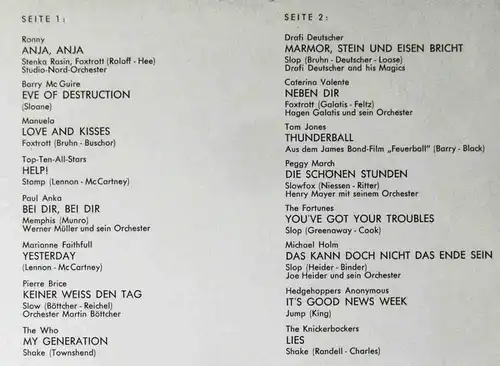 SEITE 1:
Ronny
ANJA, ANJA
Stenka Rasin, Foxtrott (Roloff - Hee)
Studio-Nord-Orchester
Barry Mc Guire
EVE OF DESTRUCTION
(Sloane)
Manuela
LOVE AND KISSES
Foxtrott (Bruhn - Buschor)
Top-Ten-All-Stars
HELP!
Stomp (Lennon - McCartney)
Paul Anka
BEI DIR, BEI DIR
Memphis (Munro)
Werner Müller und sein Orchester
Marianne Faithfull
YESTERDAY
(Lennon - McCartney)
Pierre Brice
KEINER WEISS DEN TAG
Slow (Böttcher - Reichel)
Orchester Martin Böttcher
The Who
MY GENERATION
Shake (Townshend)
SEITE 2:
Drafi Deutscher
MARMOR, STEIN UND EISEN BRICHT
Slop (Bruhn - Deutscher - Loose)
Drafi Deutscher and his Magics
Caterina Valente
NEBEN DIR
Foxtrott (Galatis - Feltz)
Hagen Galatis und sein Orchester
Tom Jones
THUNDERBALL
Aus dem James Bond-Film „Feuerball" (Barry - Black)
Peggy March
DIE SCHÖNEN STUNDEN
Slowfox (Niessen - Ritter)
Henry Mayer mit seinem Orchester
The Fortunes
YOU'VE GOT YOUR TROUBLES
Slop (Greenaway - Cook)
Michael Holm
DAS KANN DOCH NICHT DAS ENDE SEIN
Slop (Heider - Binder)
Joe Heider und sein Orchester
Hedgehoppers Anonymous
IT'S GOOD NEWS WEEK
Jump (King)
The Knickerbockers
LIES
Shake (Randell - Charles)